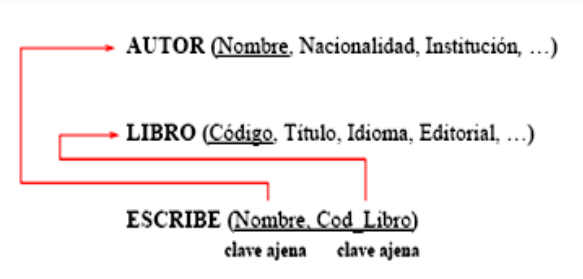 AUTOR (Nombre, Nacionalidad, Institución, …)
LIBRO (Código, Título, Idioma, Editorial, …)
ESCRIBE (Nombre, Cod_Libro)
clave ajena clave ajena